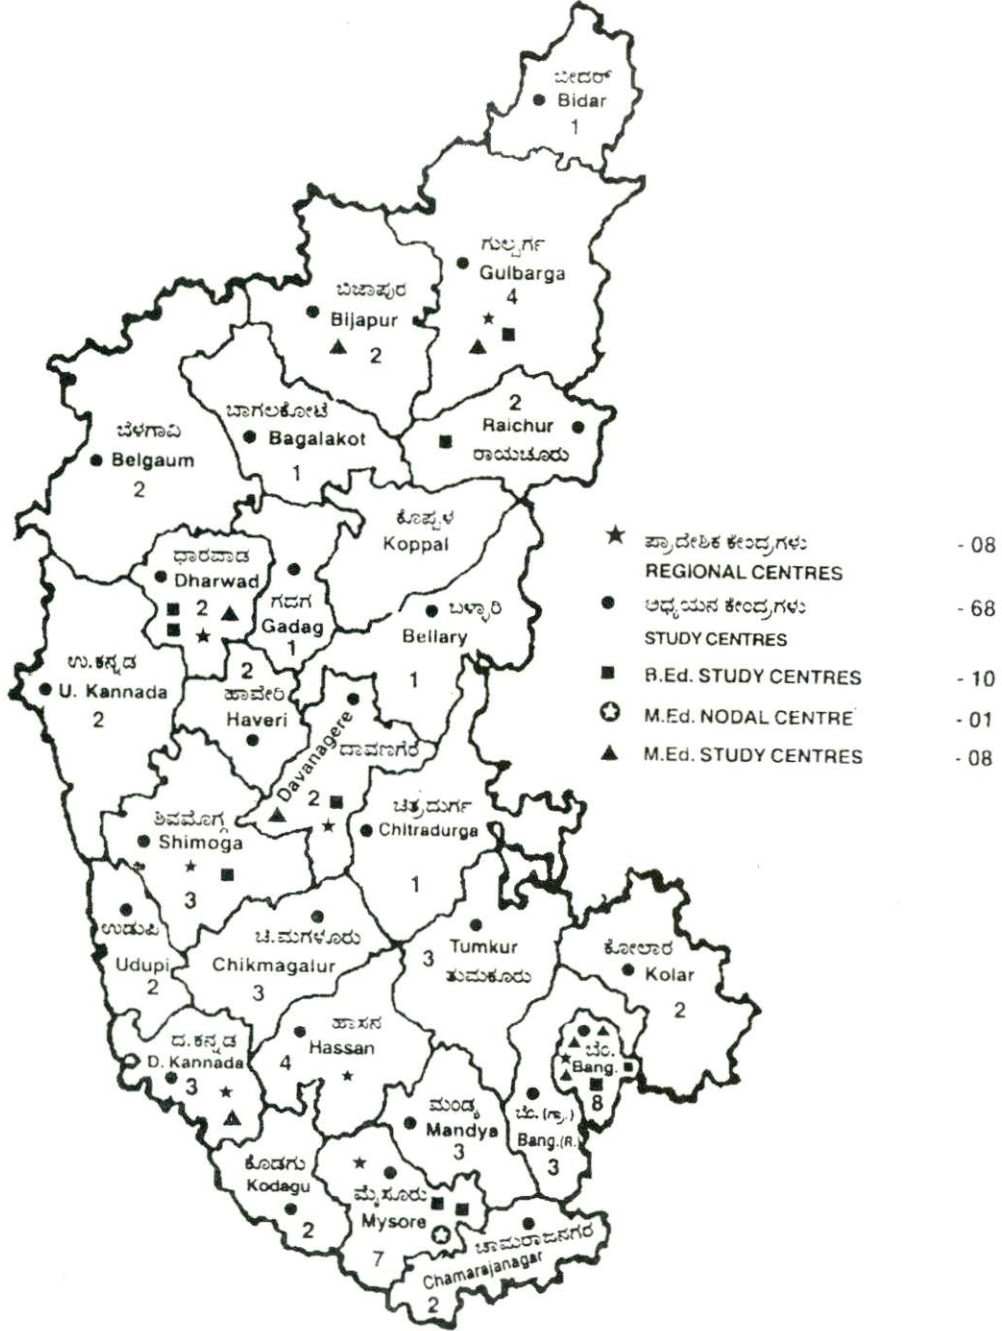 ಬೀದರ್
Bidar
1
ಗುಲ್ಬರ್ಗ
Gulbarga
4
ಬಿಜಾಪುರ
Bijapur
2
ಬಾಗಲಕೋಟೆ
Bagalakot
1
2
Raichur
ರಾಯಚೂರು
ಬೆಳಗಾವಿ
Belgaum
2
ಕೊಪ್ಪಳ
Koppal
ಧಾರವಾಡ
Dharwad
2
ಗದಗ
Gadag
1
ಬಳ್ಳಾರಿ
Bellary
1
ಉ.ಕನ್ನಡ
U. Kannada
2
2
ಹಾವೇರಿ
Haveri
ದಾವಣಗೆರೆ
Davanagere
2
ಶಿವಮೊಗ್ಗ
Shimoga
3
ಚಿತ್ರದುರ್ಗ
Chitradurga
1
ಉಡುಪಿ
Udupi
2
ಚಿ.ಮಗಳೂರು
Chikmagalur
3
3 Tumkur
ತುಮಕೂರು
ಕೋಲಾರ
Kolar
2
ದ.ಕನ್ನಡ
D. Kannada
3
ಹಾಸನ
Hassan
4
ಬೆಂ.
Bang.
8
ಬೆಂ.(ಗ್ರಾ.)
Bang.(R.
3
ಮಂಡ್ಯ
Mandya
3
ಕೊಡಗು
Kodagu
2
ಮೈಸೂರು
Mysore
7
ಚಾಮರಾಜನಗರ
Chamarajanagar
2
ಪ್ರಾದೇಶಿಕ ಕೇಂದ್ರಗಳು - 08
REGIONAL CENTRES
ಅಧ್ಯಯನ ಕೇಂದ್ರಗಳು - 68
STUDY CENTRES
B.Ed. STUDY CENTRES - 10
M.Ed. NODAL CENTRE - 01
M.Ed. STUDY CENTRES - 08